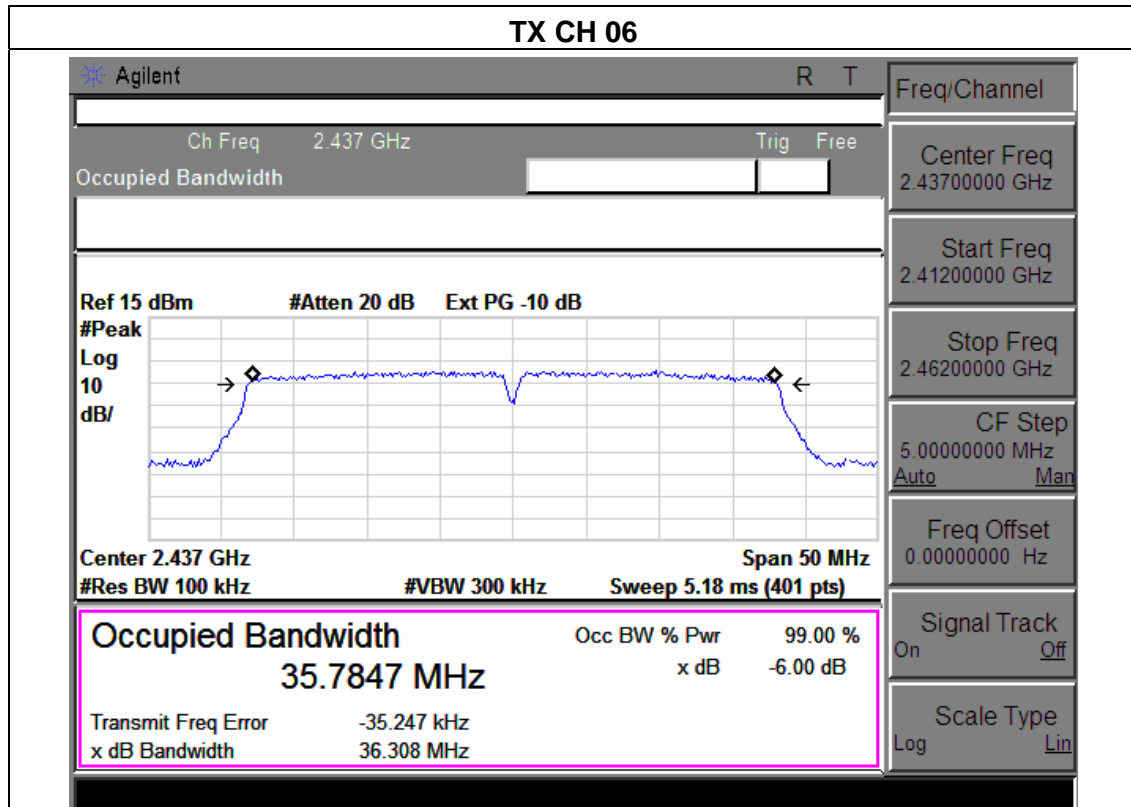 TX CH 06
Agilent R T
Freq/Channel
Ch Freq 2.437 GHz Trig Free
Occupied Bandwidth
Center Freq
2.43700000 GHz
Start Freq
2.41200000 GHz
Stop Freq
2.46200000 GHz
CF Step
5.00000000 MHz
Auto Man
Freq Offset
0.00000000 Hz
Signal Track
On Off
Scale Type
Log Lin
Ref 15 dBm #Atten 20 dB Ext PG -10 dB
#Peak
Log
10
dB/
Center 2.437 GHz Span 50 MHz
#Res BW 100 kHz #VBW 300 kHz Sweep 5.18 ms (401 pts)
Occupied Bandwidth Occ BW % Pwr 99.00 %
35.7847 MHz x dB -6.00 dB
Transmit Freq Error -35.247 kHz
x dB Bandwidth 36.308 MHz